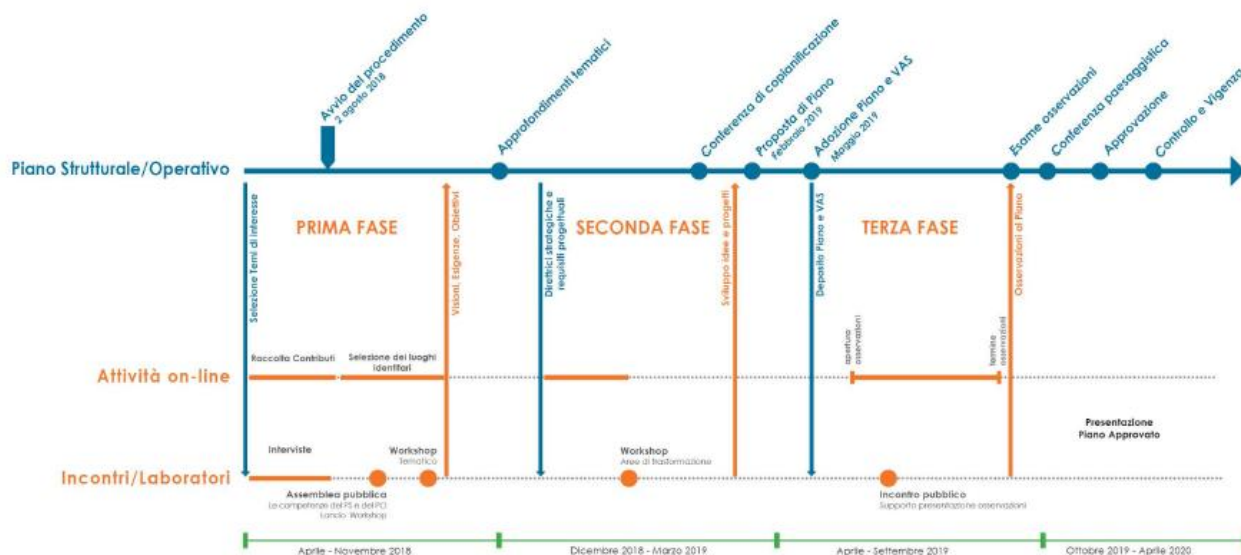 Avvio del procedimento
2 agosto 2018
Approfondimenti tematici
Conferenza di copianificazione
Proposta di Piano
Febbraio 2019
Adozione Piano e VAS
Maggio 2019
Esame osservazioni
Conferenza paesaggistica
Approvazione
Controllo e Vigenza
Piano Strutturale/Operativo
PRIMA FASE
SECONDA FASE
TERZA FASE
Selezione Temi di interesse
Visioni, Esigenze, Obiettivi
Direttrici strategiche e
requisiti progettuali
Sviluppo idee e progetti
Deposito Piano e VAS
Osservazioni al Piano
apertura
osservazioni
termine
osservazioni
Raccolta Contributi
Selezione dei luoghi
identitari
Attività on-line
Presentazione
Piano Approvato
Interviste
Workshop
Tematico
Workshop
Aree di trasformazione
Incontri/Laboratori
Assemblea pubblica
Le competenze del PS e del PO
Lancio Workshop
Incontro pubblico
Supporto presentazione osservazioni
Aprile - Novembre 2018
Dicembre 2018 - Marzo 2019
Aprile - Settembre 2019
Ottobre 2019 - Aprile 2020